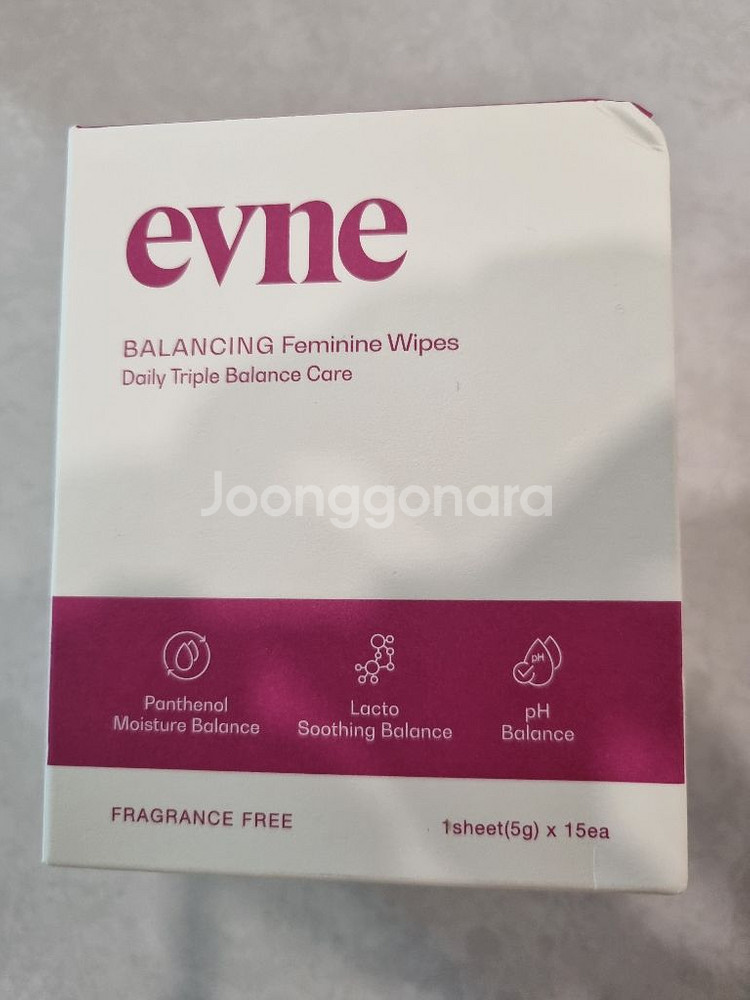 evne
BALANCING Feminine Wipes
Daily Triple Balance Care
Joonggonara
pH
Panthenol
Moisture Balance
Lacto
Soothing Balance
pH
Balance
FRAGRANCE FREE
1sheet(5g) x 15ea